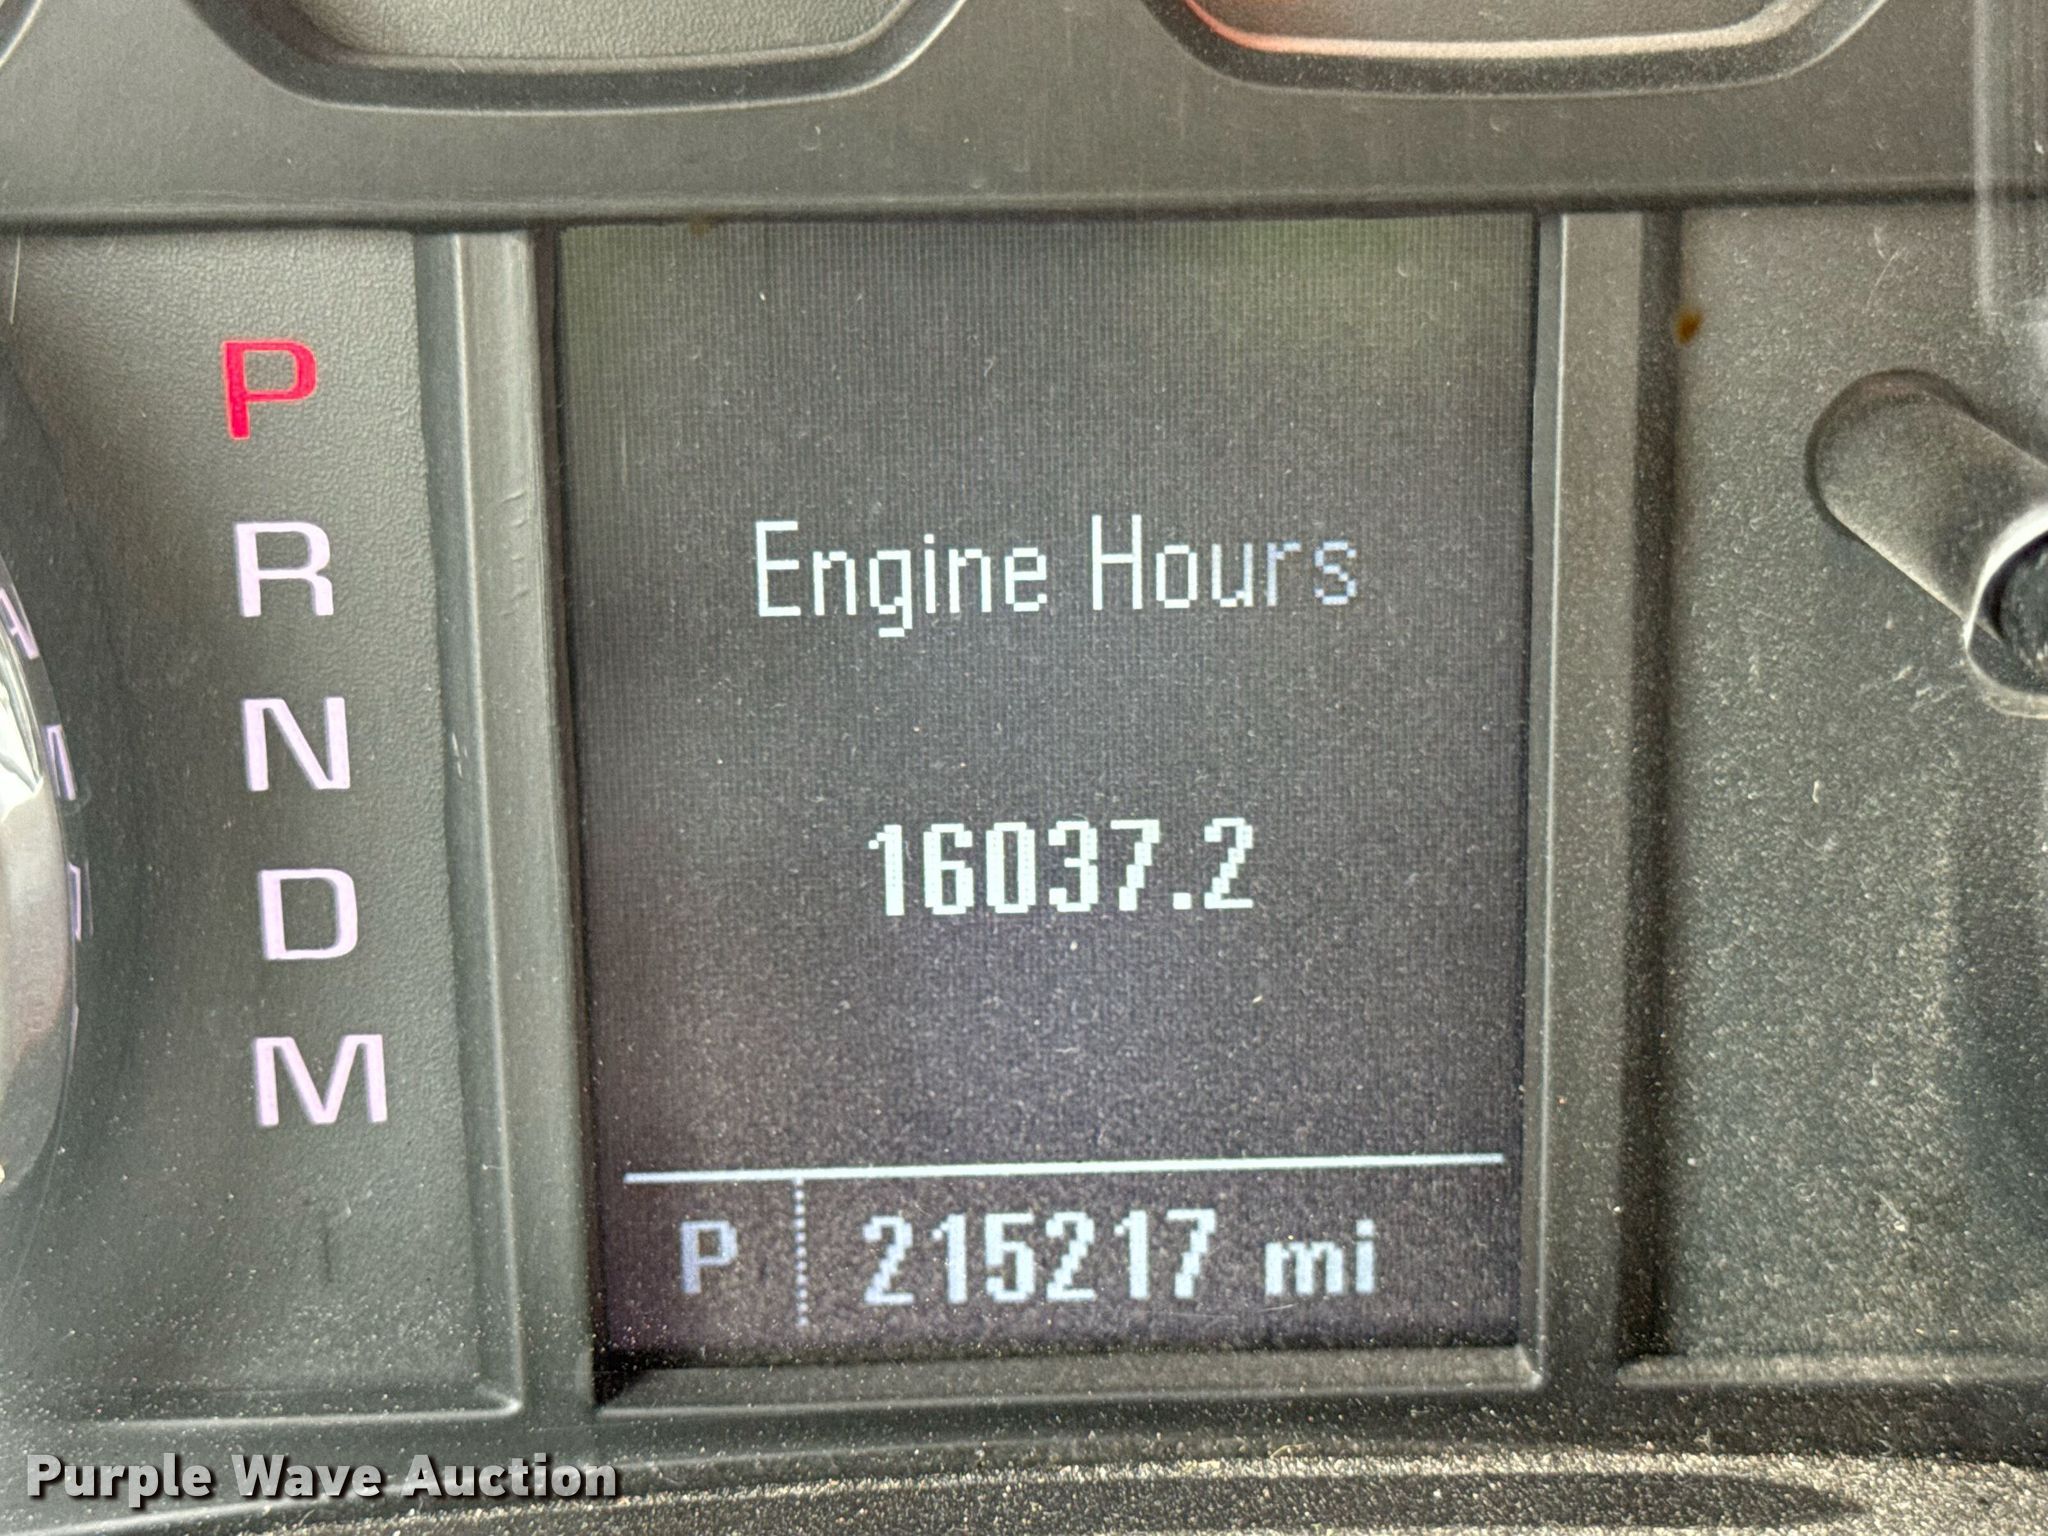 P
R
N
D
M
Engine Hours
16037.2
P 215217 mi
Purple Wave Auction